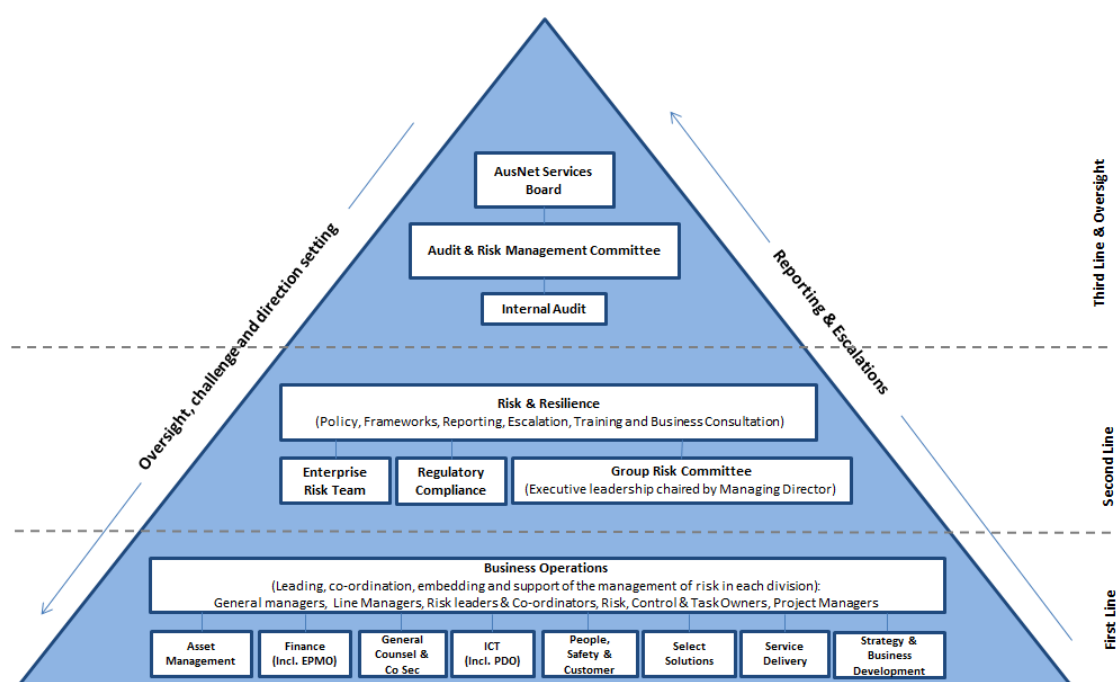 AusNet Services
Board
Audit & Risk Management Committee
Internal Audit
Oversight, challenge and direction setting
Reporting & Escalations
Third Line & Oversight
Risk & Resilience
(Policy, Frameworks, Reporting, Escalation, Training and Business Consultation)
Enterprise
Risk Team
Regulatory
Compliance
Group Risk Committee
(Executive leadership chaired by Managing Director)
Second Line
Business Operations
(Leading, co-ordination, embedding and support of the management of risk in each division):
General managers, Line Managers, Risk leaders & Co-ordinators, Risk, Control & Task Owners, Project Managers
Asset
Management
Finance
(Incl. EPMO)
General
Counsel &
Co Sec
ICT
(Incl. PDO)
People,
Safety &
Customer
Select
Solutions
Service
Delivery
Strategy &
Business
Development
First Line